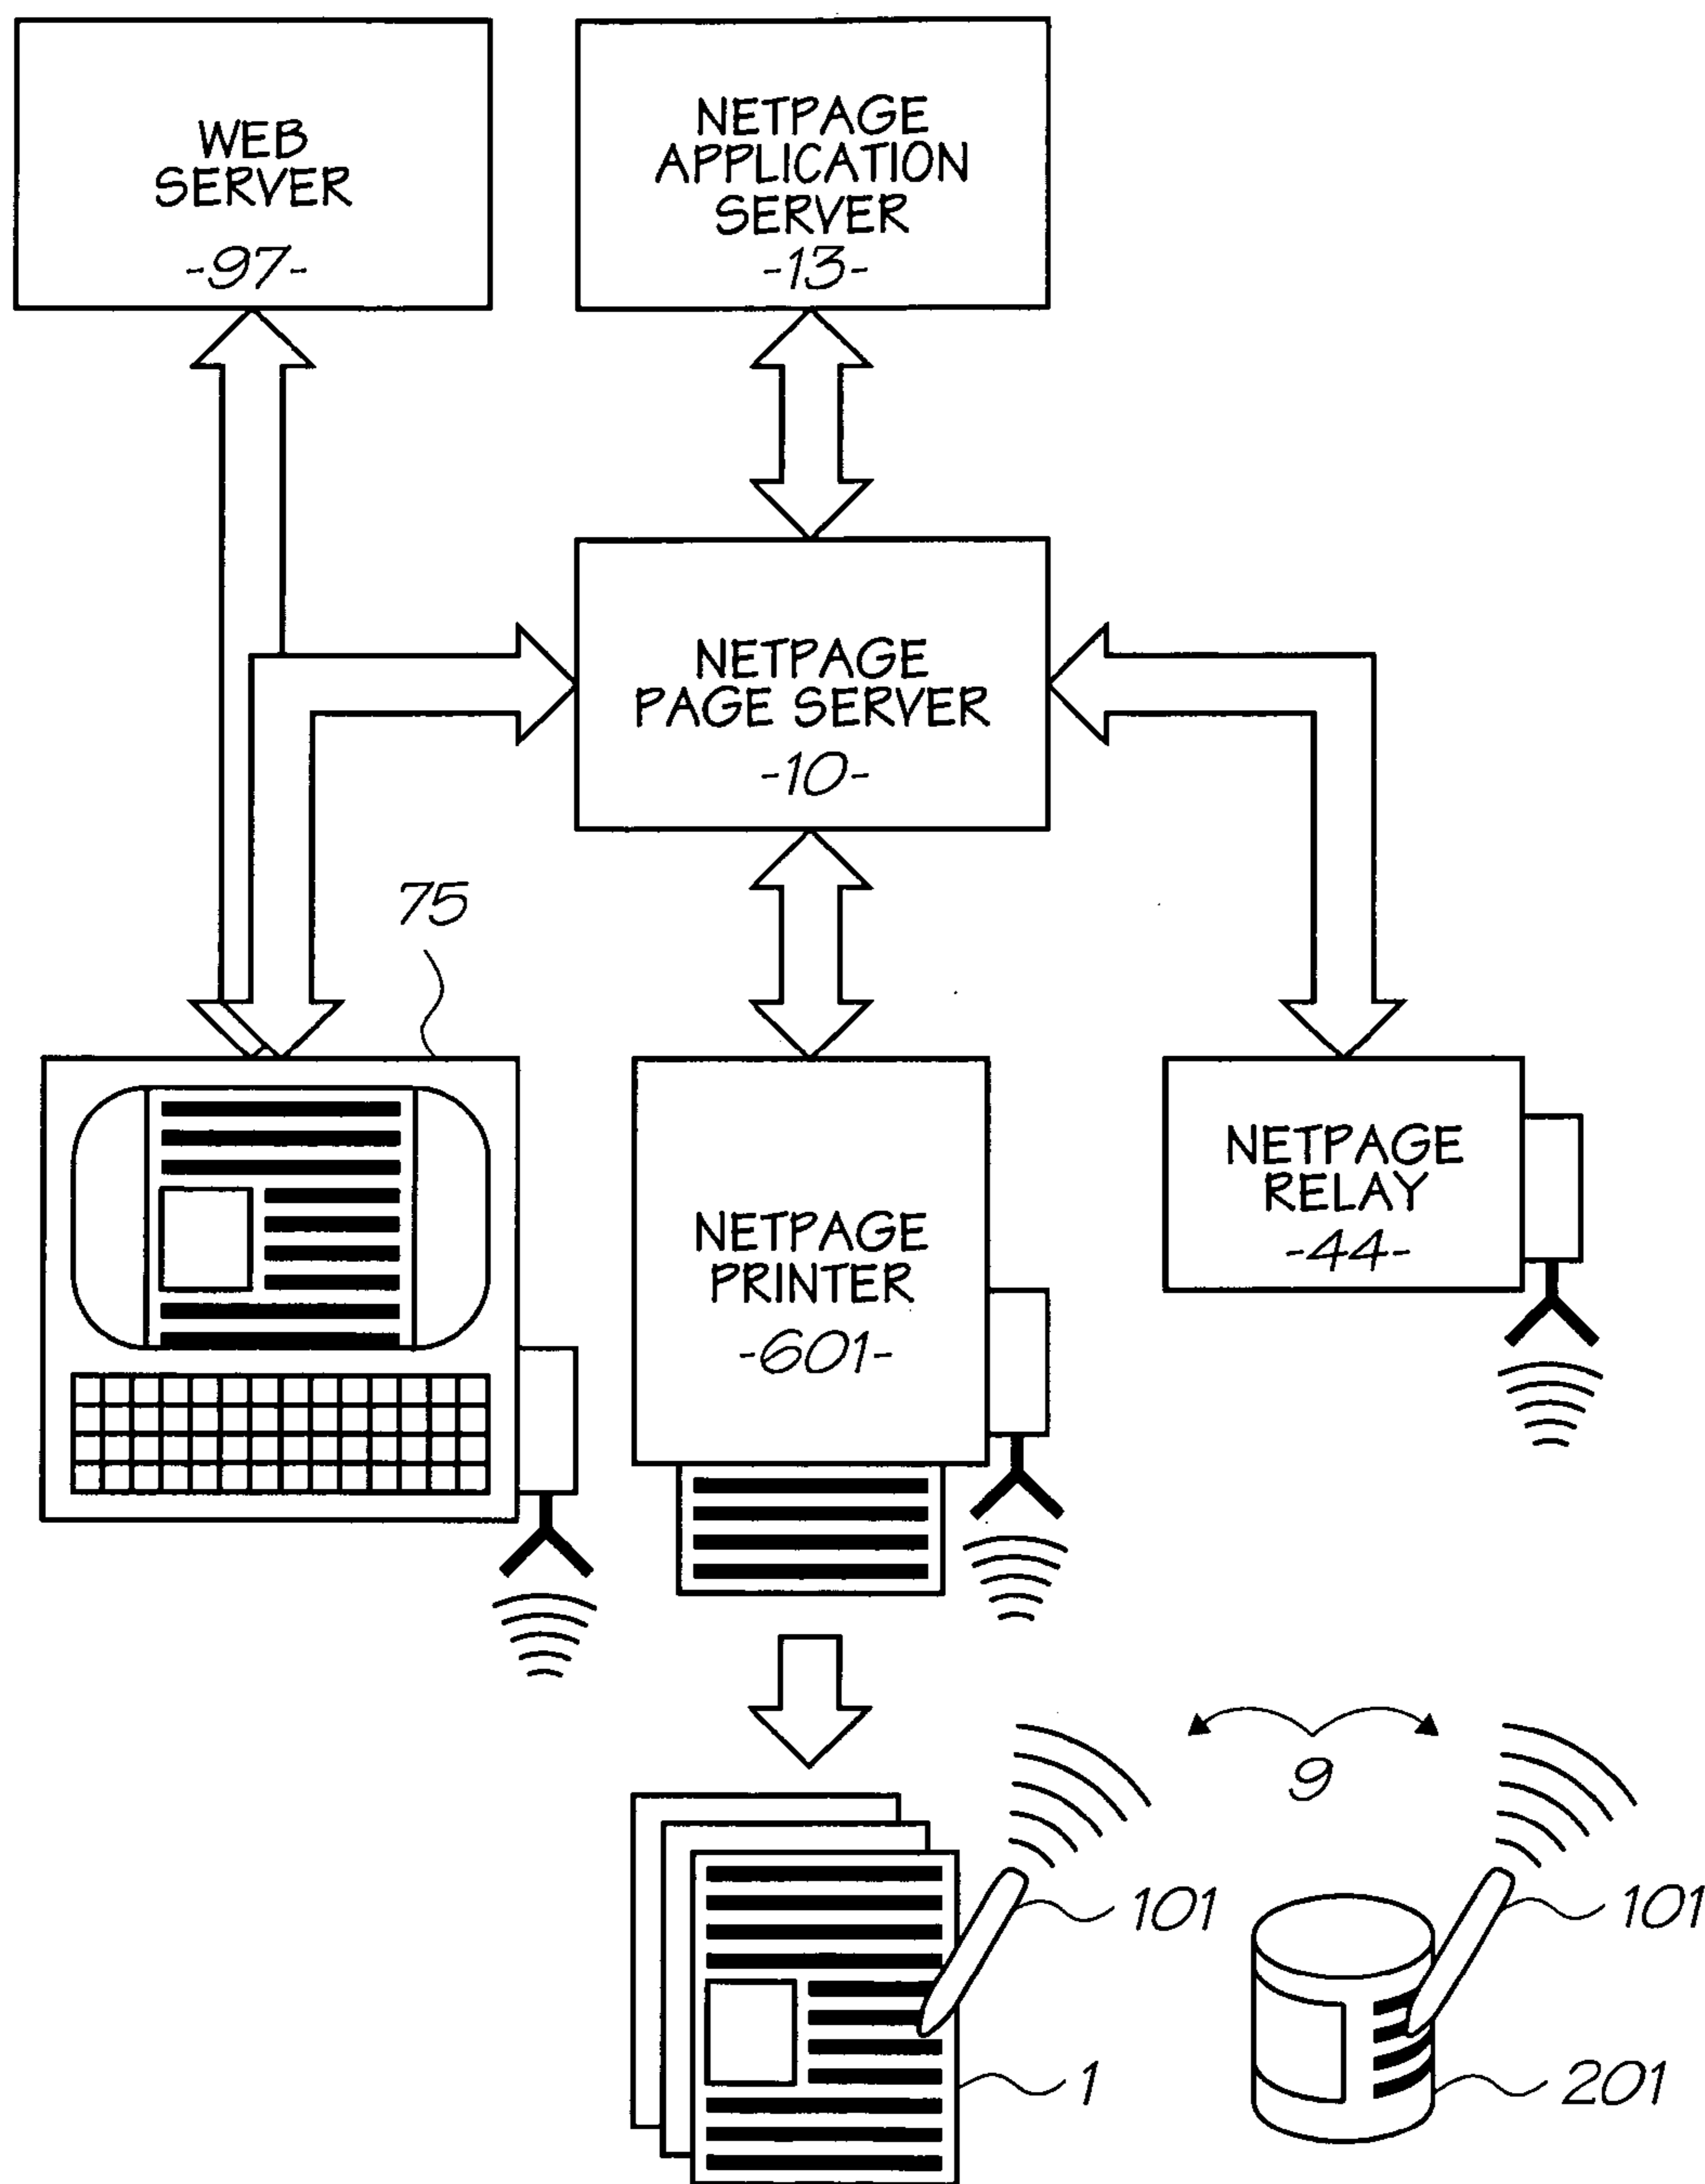 WEB
SERVER
-97-
NETPAGE
APPLICATION
SERVER
-13-
NETPAGE
PAGE SERVER
-10-
75
NETPAGE
PRINTER
-601-
NETPAGE
RELAY
-44-
9
101
101
1
201